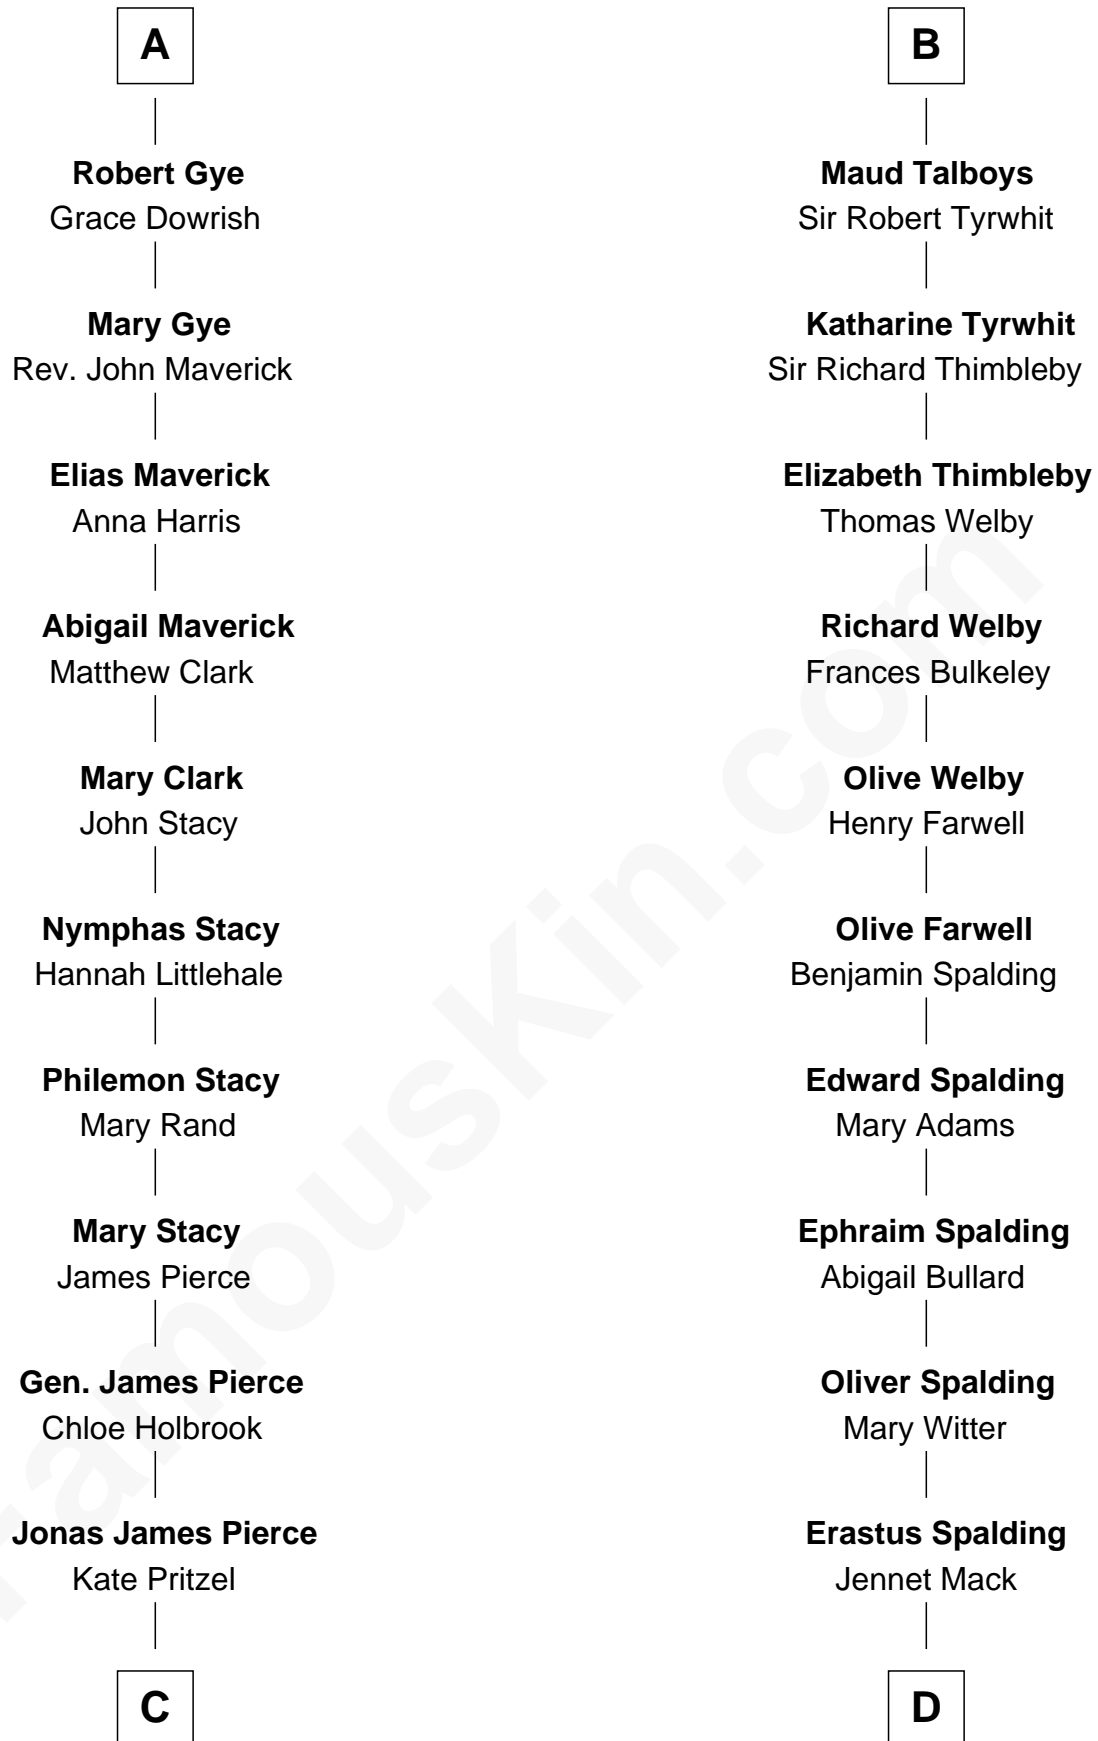 A
Robert Gye
Grace Dowrish
Mary Gye
Rev. John Maverick
Elias Maverick
Anna Harris
Abigail Maverick
Matthew Clark
Mary Clark
John Stacy
Nymphas Stacy
Hannah Littlehale
Philemon Stacy
Mary Rand
Mary Stacy
James Pierce
Gen. James Pierce
Chloe Holbrook
Jonas James Pierce
Kate Pritzel
C
B
Maud Talboys
Sir Robert Tyrwhit
Katharine Tyrwhit
Sir Richard Thimbleby
Elizabeth Thimbleby
Thomas Welby
Richard Welby
Frances Bulkeley
Olive Welby
Henry Farwell
Olive Farwell
Benjamin Spalding
Edward Spalding
Mary Adams
Ephraim Spalding
Abigail Bullard
Oliver Spalding
Mary Witter
Erastus Spalding
Jennet Mack
D
FamousKin.com